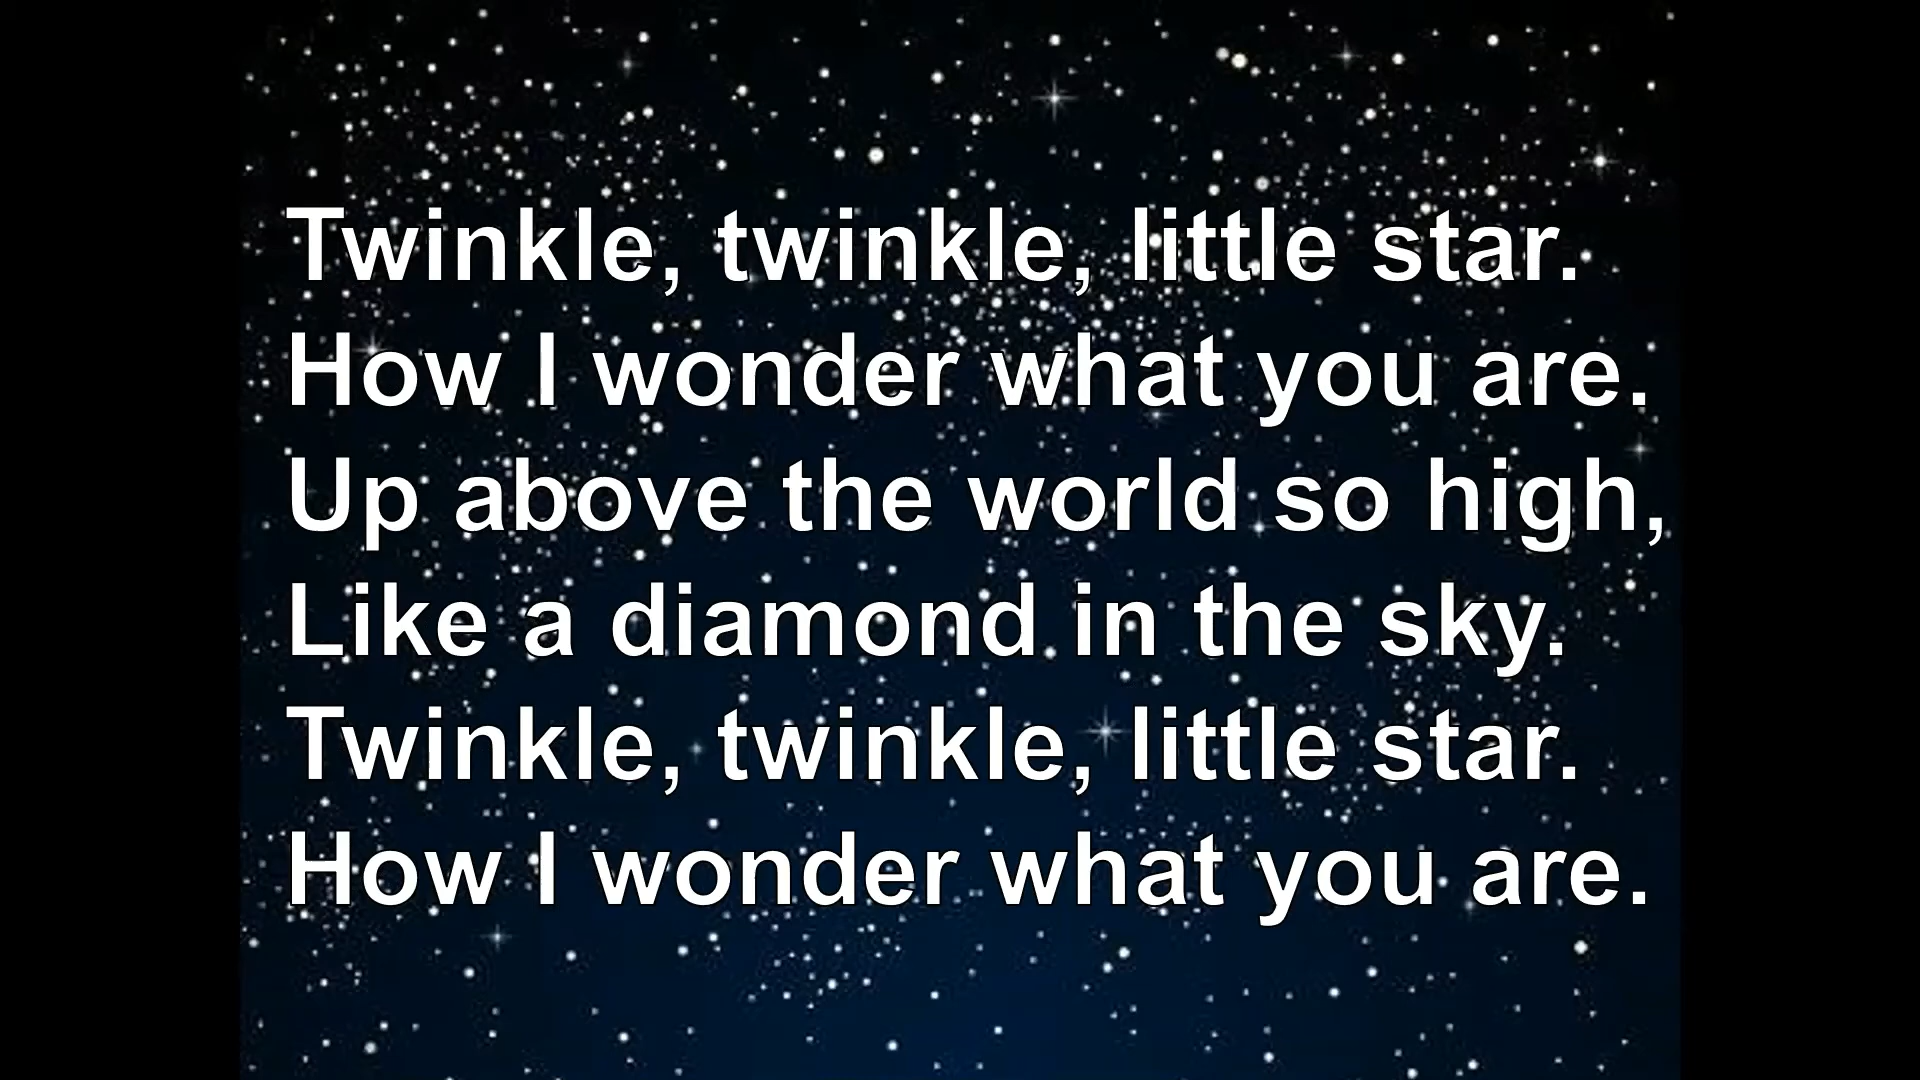 Twinkle, twinkle, little star.
How I wonder what you are.
Up above the world so high,
Like a diamond in the sky.
Twinkle, twinkle, little star.
How I wonder what you are.